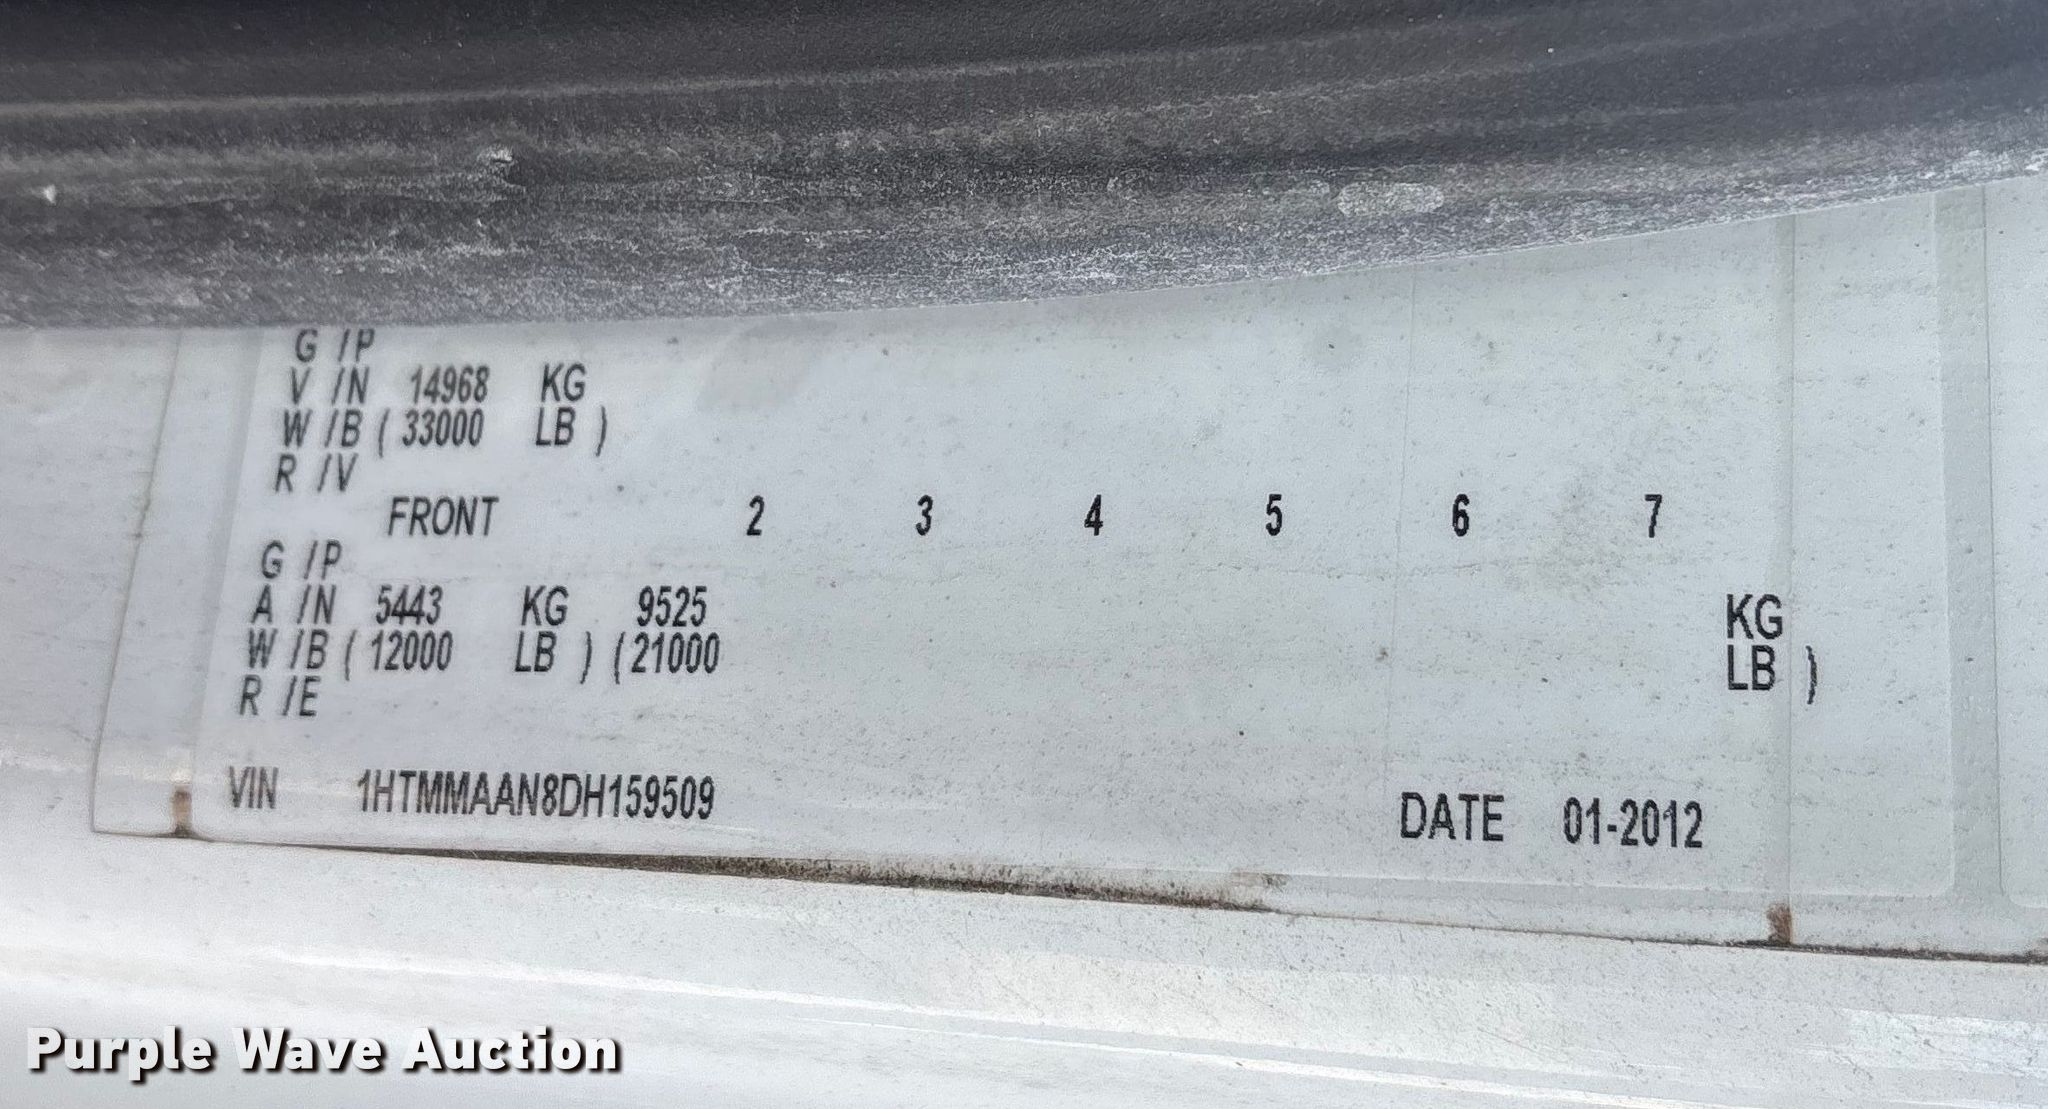 G /P
V /N 14968 KG
W /B ( 33000 LB )
R /V
FRONT 2 3 4 5 6 7
G /P
A /N 5443 KG 9525 KG
W /B ( 12000 LB ) ( 21000 LB )
R /E
VIN 1HTMMAAN8DH159509 DATE 01-2012
Purple Wave Auction